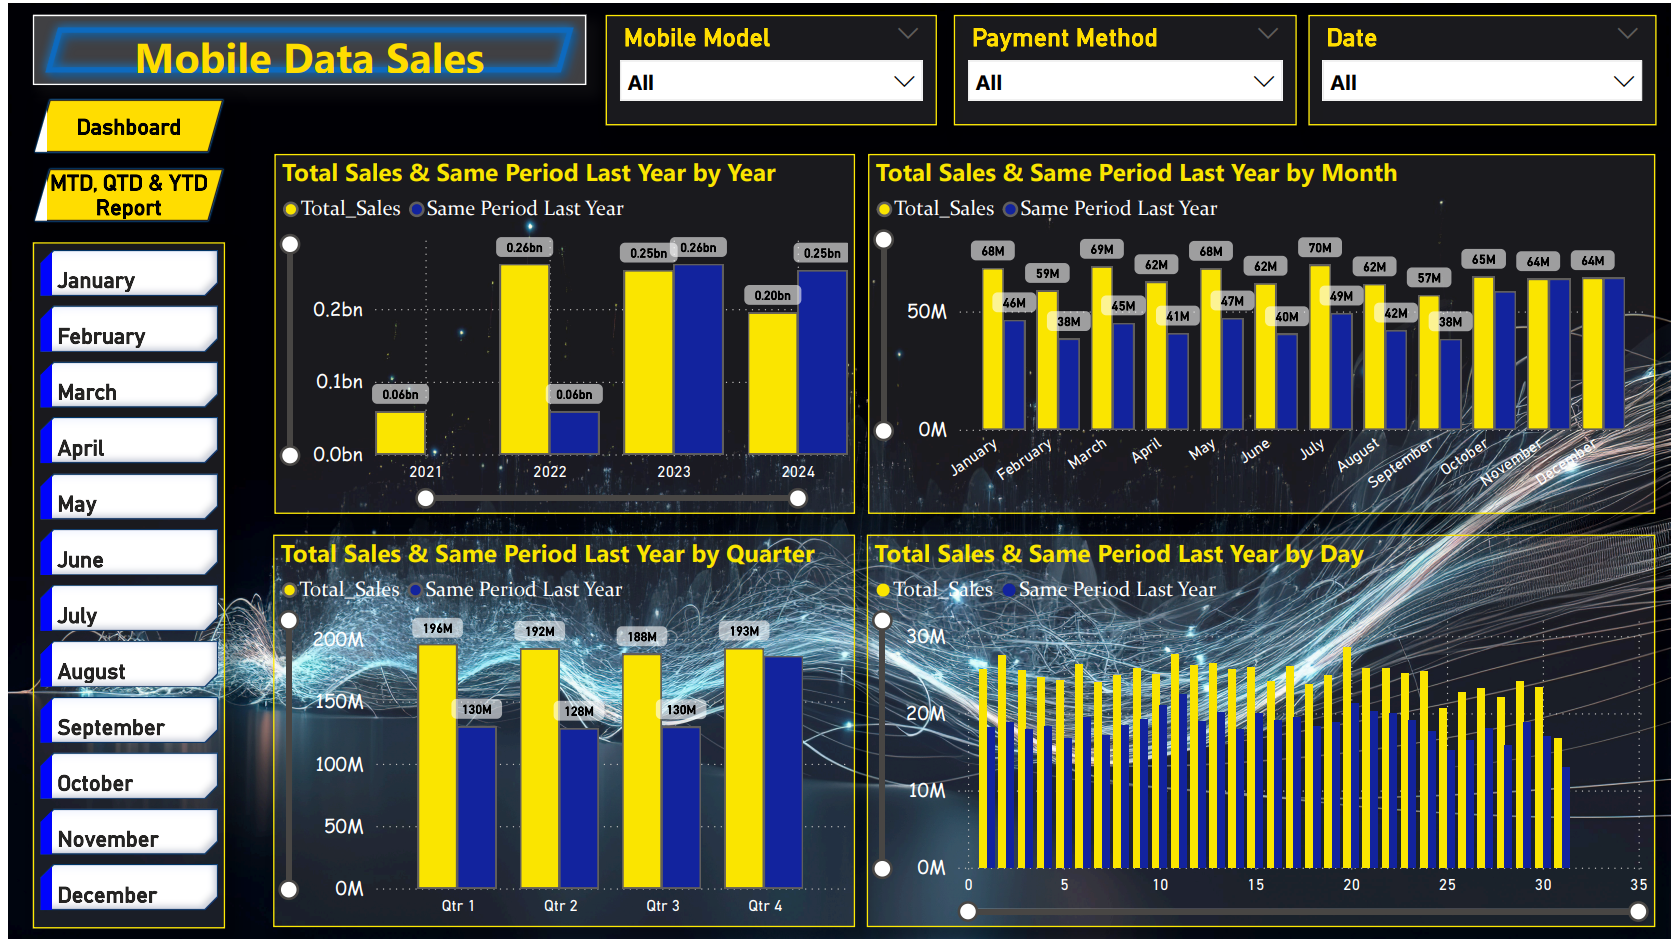 Mobile Data Sales
Mobile Model
All
Payment Method
All
Date
All
Dashboard
MTD, QTD & YTD
Report
January
February
March
April
May
June
July
August
September
October
November
December
Total Sales & Same Period Last Year by Year
Total_Sales Same Period Last Year
0.26bn
0.25bn 0.26bn
0.25bn
0.20bn
0.2bn
0.1bn
0.06bn
0.06bn
0.0bn
2021 2022 2023 2024
Total Sales & Same Period Last Year by Month
Total_Sales Same Period Last Year
68M 59M 69M 62M 68M 62M 70M 62M 57M 65M 64M 64M
46M 38M 45M 41M 47M 40M 49M 42M 38M
50M
0M
January February March April May June July August September October November December
Total Sales & Same Period Last Year by Quarter
Total_Sales Same Period Last Year
196M 192M 188M 193M
200M
150M
130M 128M 130M
100M
50M
0M
Qtr 1 Qtr 2 Qtr 3 Qtr 4
Total Sales & Same Period Last Year by Day
Total_Sales Same Period Last Year
30M
20M
10M
0M
0 5 10 15 20 25 30 35